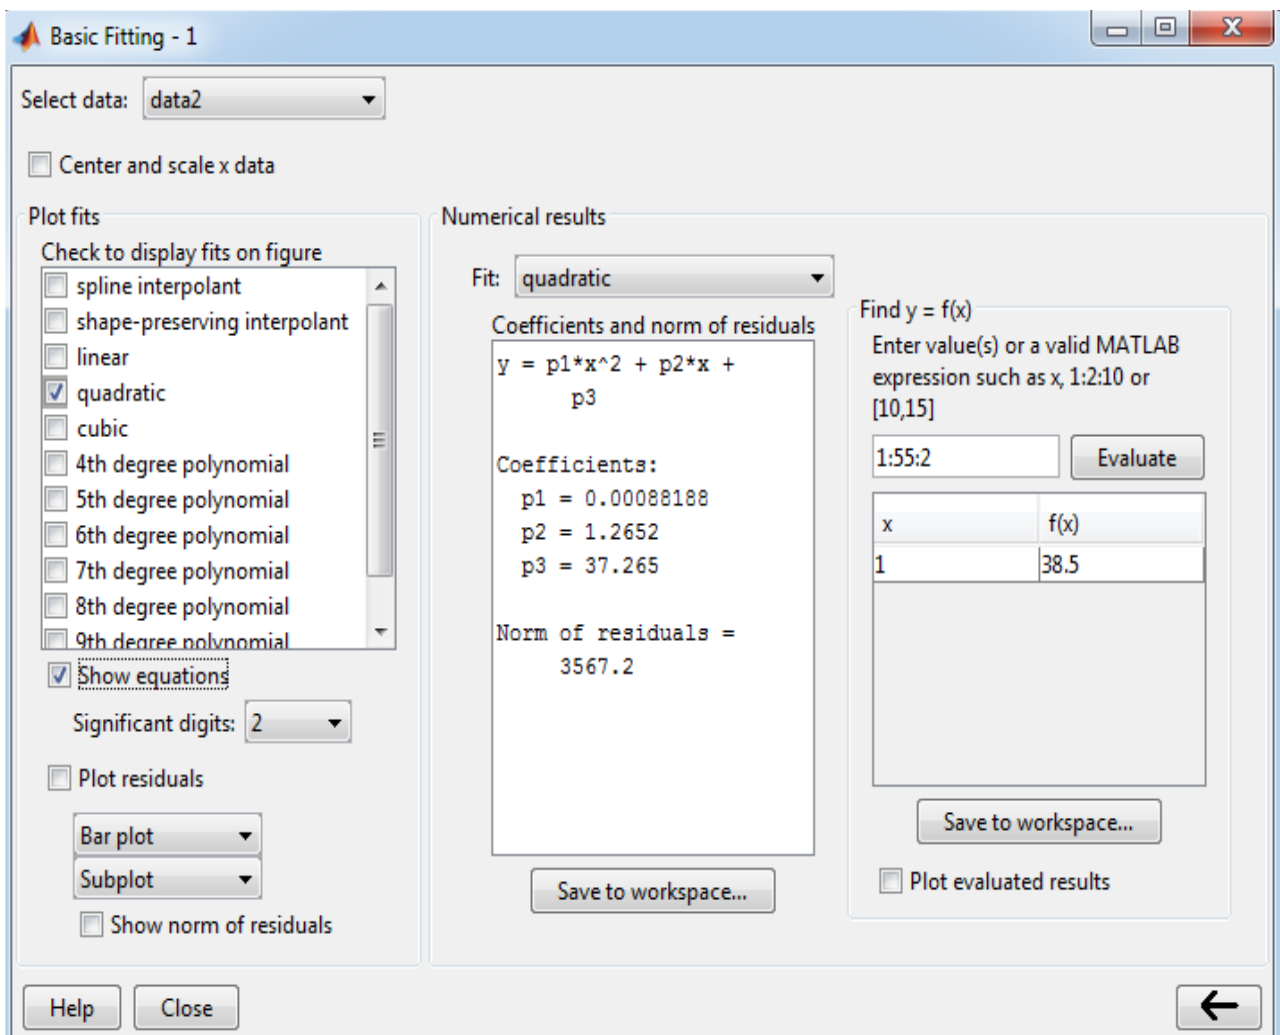 Basic Fitting - 1
Select data: data2
Center and scale x data
Plot fits
Check to display fits on figure
spline interpolant
shape-preserving interpolant
linear
quadratic
cubic
4th degree polynomial
5th degree polynomial
6th degree polynomial
7th degree polynomial
8th degree polynomial
9th degree polynomial
Show equations
Significant digits: 2
Plot residuals
Bar plot
Subplot
Show norm of residuals
Numerical results
Fit: quadratic
Coefficients and norm of residuals
y = p1*x^2 + p2*x +
p3
Coefficients:
p1 = 0.00088188
p2 = 1.2652
p3 = 37.265
Norm of residuals =
3567.2
Save to workspace...
Find y = f(x)
Enter value(s) or a valid MATLAB
expression such as x, 1:2:10 or
[10,15]
1:55:2 Evaluate
x f(x)
1 38.5
Save to workspace...
Plot evaluated results
Help Close